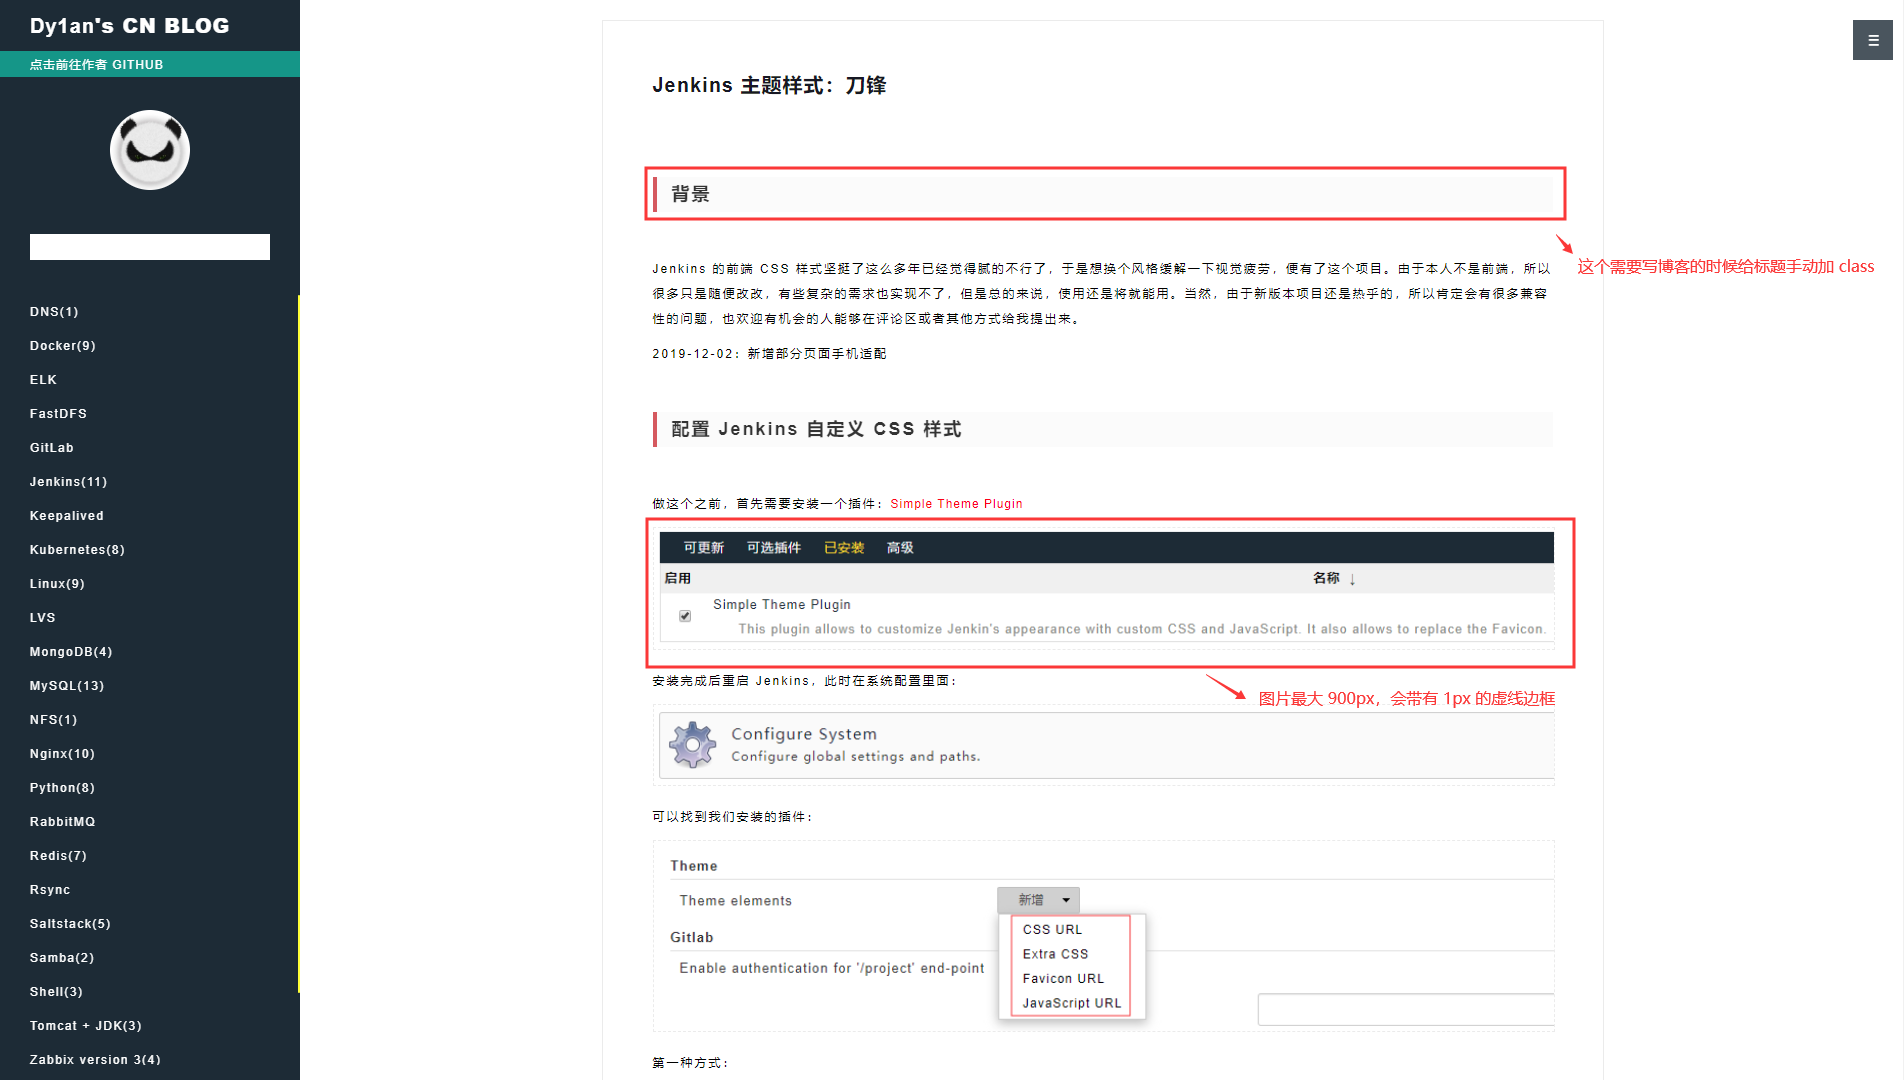 Dy1an's CN BLOG
点击前往作者 GITHUB
DNS(1)
Docker(9)
ELK
FastDFS
GitLab
Jenkins(11)
Keepalived
Kubernetes(8)
Linux(9)
LVS
MongoDB(4)
MySQL(13)
NFS(1)
Nginx(10)
Python(8)
RabbitMQ
Redis(7)
Rsync
Saltstack(5)
Samba(2)
Shell(3)
Tomcat + JDK(3)
Zabbix version 3(4)
Jenkins 主题样式：刀锋
背景
这个需要写博客的时候给标题手动加 class
Jenkins 的前端 CSS 样式坚挺了这么多年已经觉得腻的不行了，于是想换个风格缓解一下视觉疲劳，便有了这个项目。由于本人不是前端，所以
很多只是随便改改，有些复杂的需求也实现不了，但是总的来说，使用还是将就能用。当然，由于新版本项目还是热乎的，所以肯定会有很多兼容
性的问题，也欢迎有机会的人能够在评论区或者其他方式给我提出来。
2019-12-02：新增部分页面手机适配
配置 Jenkins 自定义 CSS 样式
做这个之前，首先需要安装一个插件：Simple Theme Plugin
可更新 可选插件 已安装 高级
启用 名称 ↓
Simple Theme Plugin
This plugin allows to customize Jenkin's appearance with custom CSS and JavaScript. It also allows to replace the Favicon.
安装完成后重启 Jenkins，此时在系统配置里面：
图片最大 900px，会带有 1px 的虚线边框
Configure System
Configure global settings and paths.
可以找到我们安装的插件：
Theme
Theme elements 新增
CSS URL
Gitlab
Extra CSS
Enable authentication for '/project' end-point
Favicon URL
JavaScript URL
第一种方式：